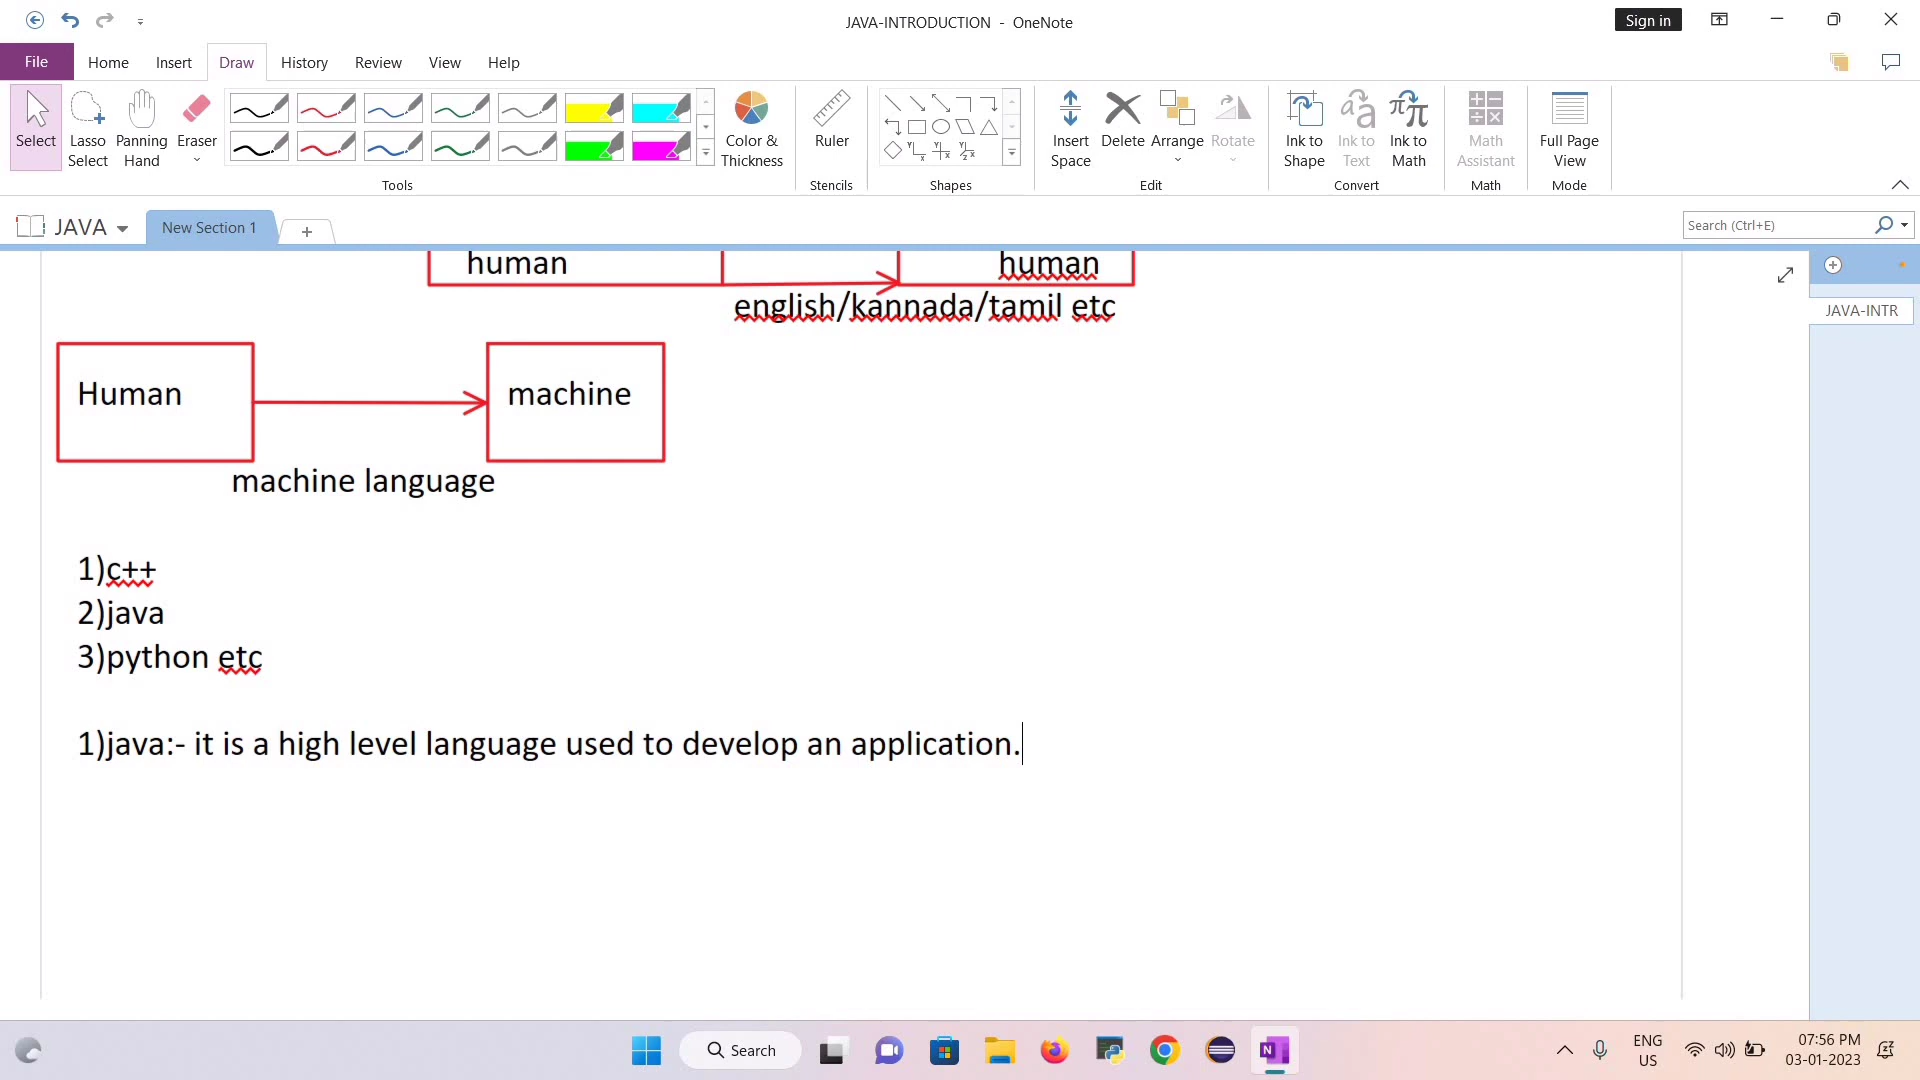 JAVA-INTRODUCTION - OneNote
Sign in
File Home Insert Draw History Review View Help
Select
Lasso Select
Panning Hand
Eraser
Color & Thickness
Ruler
Insert Space
Delete
Arrange
Rotate
Ink to Shape
Ink to Text
Ink to Math
Math Assistant
Full Page View
Tools Stencils Shapes Edit Convert Math Mode
JAVA New Section 1 Search (Ctrl+E)
JAVA-INTR
human human
english/kannada/tamil etc
Human machine
machine language
1)c++
2)java
3)python etc
1)java:- it is a high level language used to develop an application.
Search
ENG
US
07:56 PM
03-01-2023